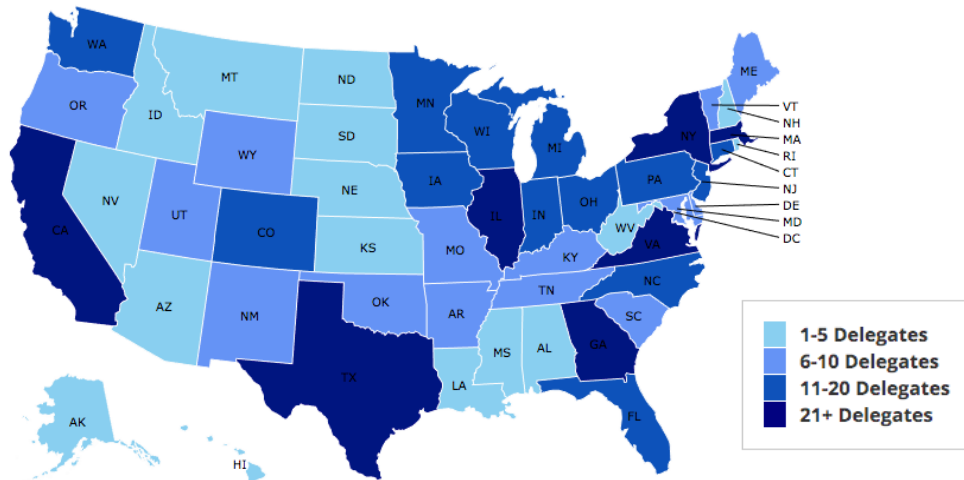 WA
MT
ND
MN
ME
OR
ID
SD
WI
MI
NY
VT
NH
MA
RI
CT
NJ
DE
MD
DC
WY
NE
IA
PA
NV
UT
CO
KS
IL
IN
OH
WV
VA
CA
MO
KY
NC
AZ
NM
OK
AR
TN
SC
TX
LA
MS
AL
GA
FL
AK
HI
1-5 Delegates
6-10 Delegates
11-20 Delegates
21+ Delegates